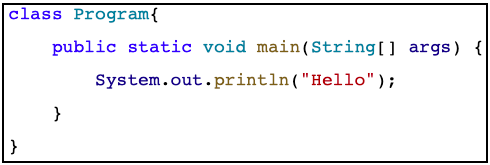 class Program{
    public static void main(String[] args) {
        System.out.println("Hello");
    }
}